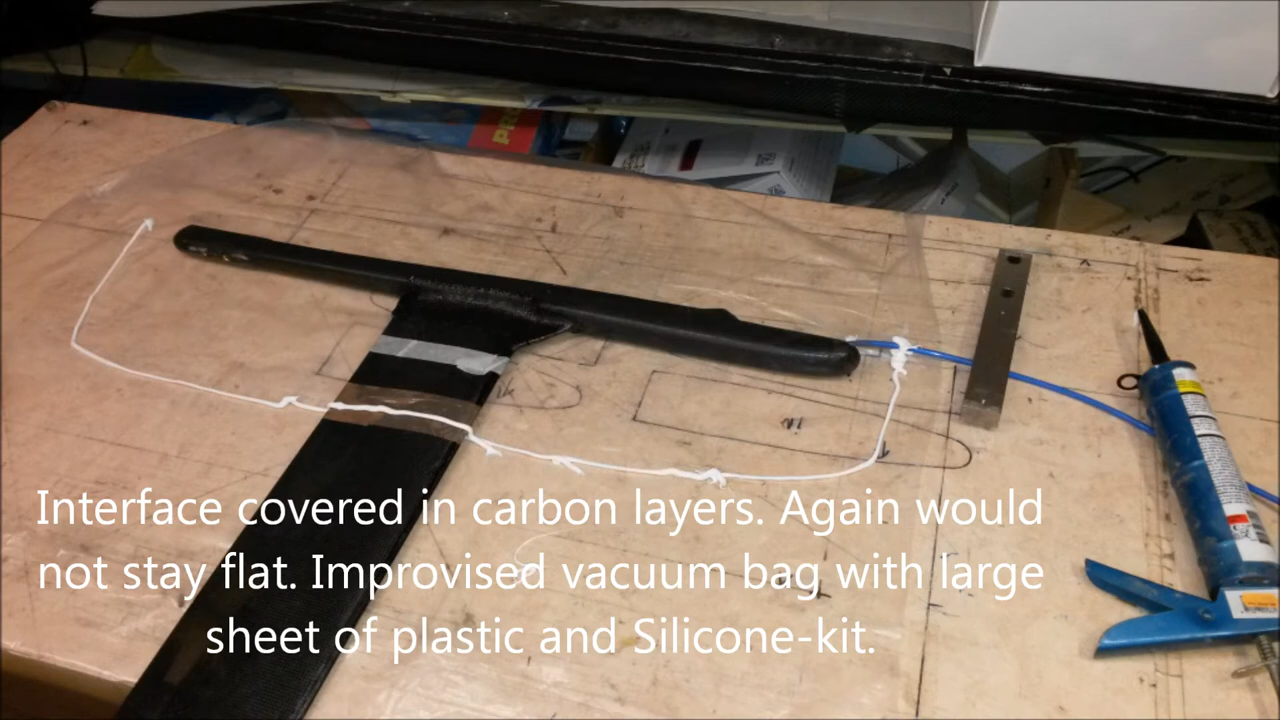 PR
Interface covered in carbon layers. Again would
not stay flat. Improvised vacuum bag with large
sheet of plastic and Silicone-kit.